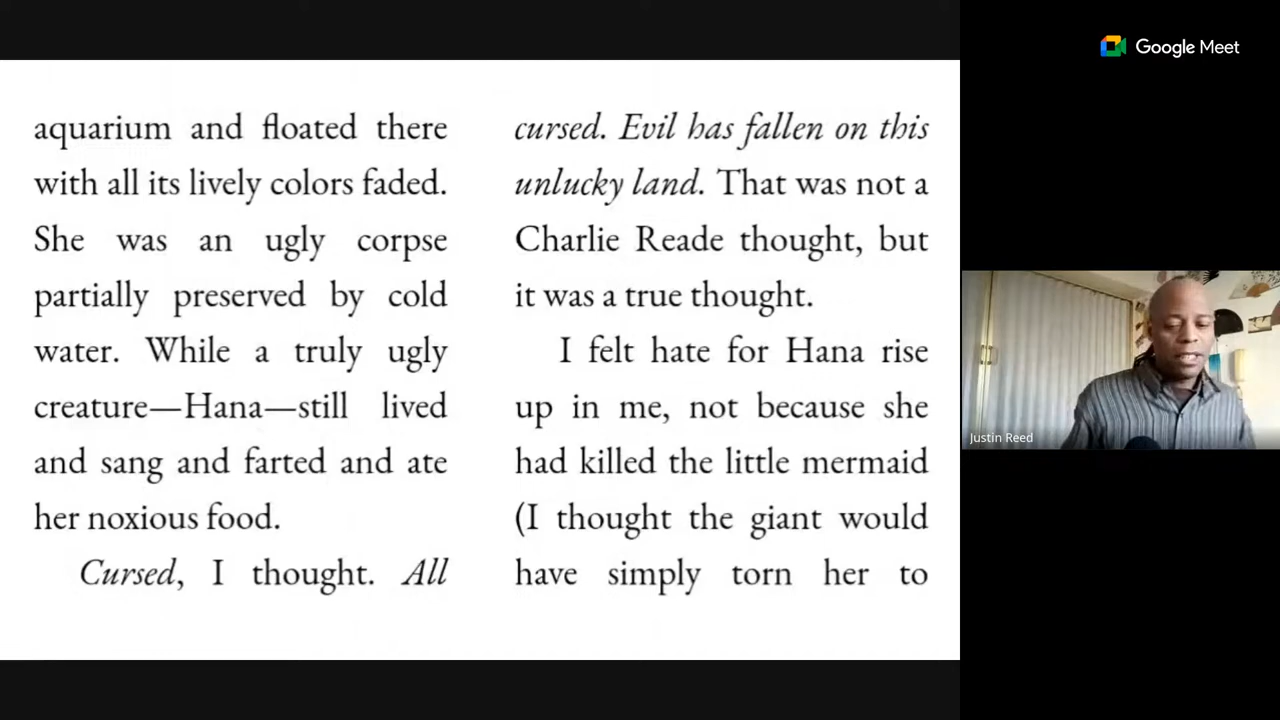 aquarium and floated there
with all its lively colors faded.
She was an ugly corpse
partially preserved by cold
water. While a truly ugly
creature—Hana—still lived
and sang and farted and ate
her noxious food.
Cursed, I thought. All
cursed. Evil has fallen on this
unlucky land. That was not a
Charlie Reade thought, but
it was a true thought.
I felt hate for Hana rise
up in me, not because she
had killed the little mermaid
(I thought the giant would
have simply torn her to
Google Meet
Justin Reed